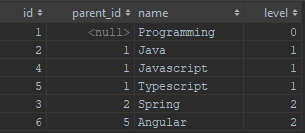 id parent_id name level
1 <null> Programming 0
2 1 Java 1
4 1 Javascript 1
5 1 Typescript 1
3 2 Spring 2
6 5 Angular 2